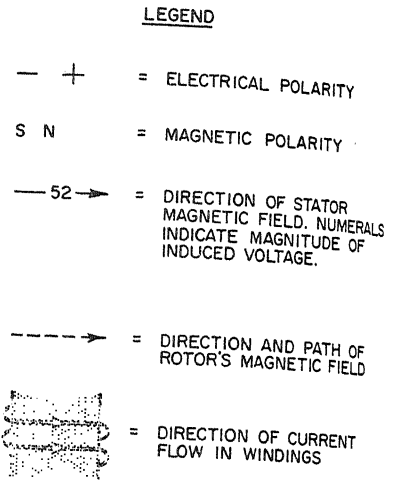 LEGEND
– + = ELECTRICAL POLARITY
S N = MAGNETIC POLARITY
52 = DIRECTION OF STATOR
MAGNETIC FIELD. NUMERALS
INDICATE MAGNITUDE OF
INDUCED VOLTAGE.
= DIRECTION AND PATH OF
ROTOR'S MAGNETIC FIELD
= DIRECTION OF CURRENT
FLOW IN WINDINGS